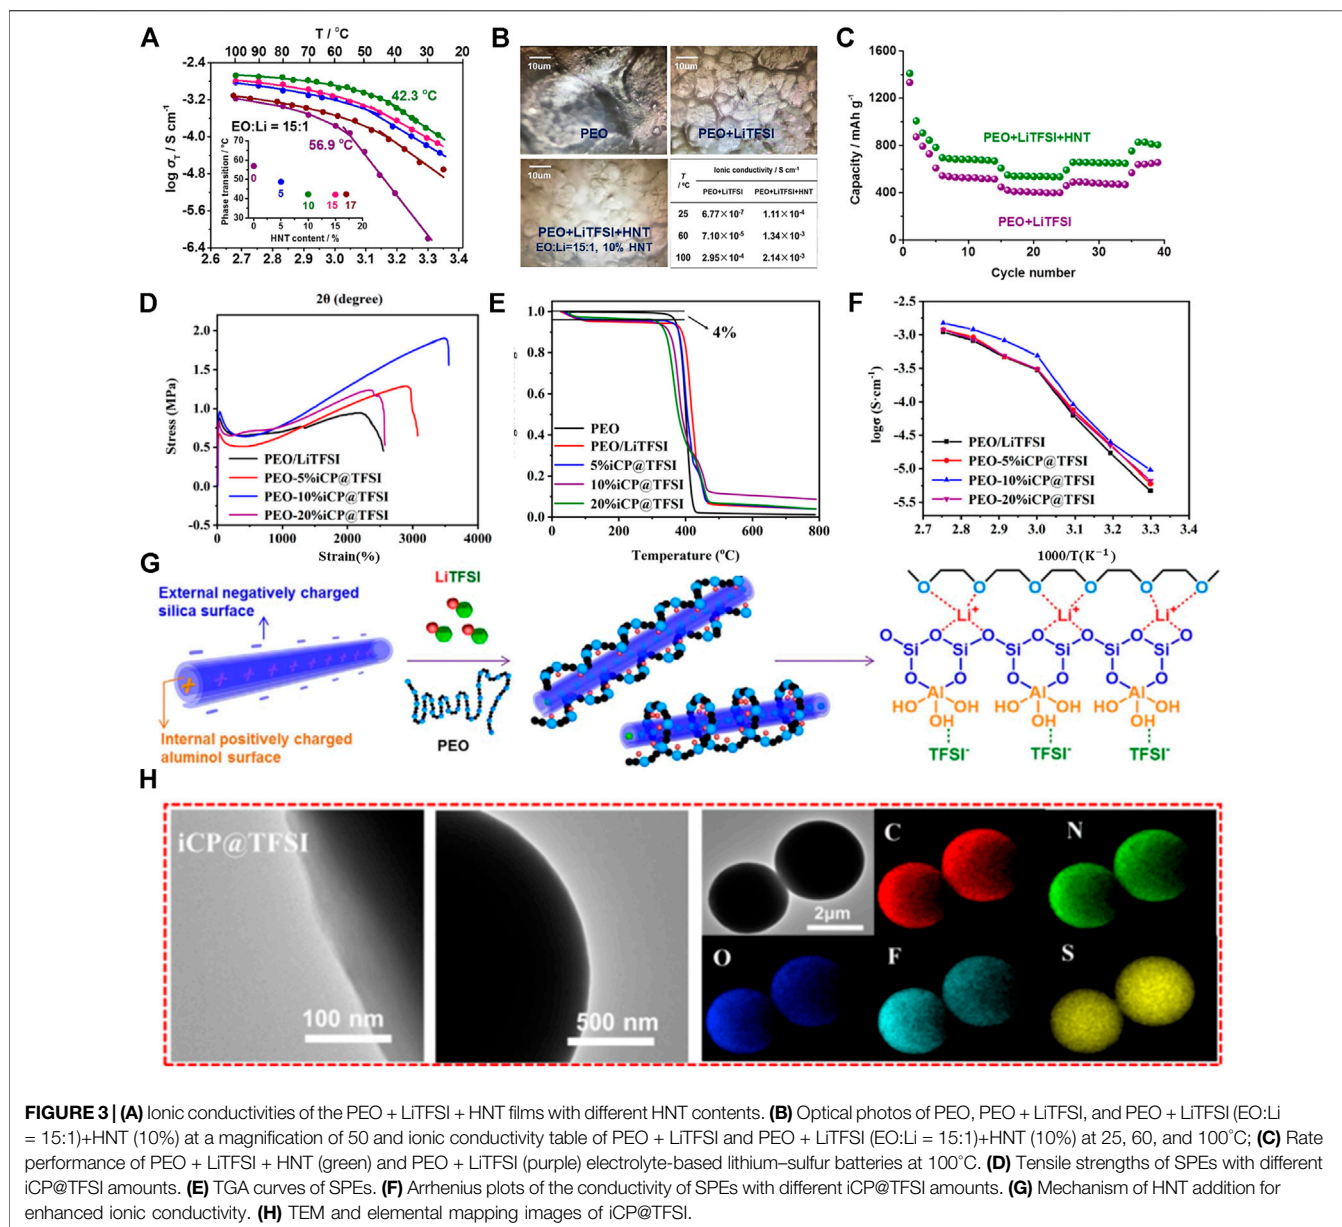 A
T / °C
100 90 80 70 60 50 40 30 20
-2.4
-3.2
-4.0
-4.8
-5.6
-6.4
log σT / S cm⁻¹
42.3 °C
EO:Li = 15:1
56.9 °C
Phase transition / °C
70
60
50
40
30
0
5
10
15
17
0 5 10 15 20
HNT content / %
2.6 2.7 2.8 2.9 3.0 3.1 3.2 3.3 3.4
B
10um
PEO
10um
PEO+LiTFSI
10um
PEO+LiTFSI+HNT
EO:Li=15:1, 10% HNT
T / °C
Ionic conductivity / S cm⁻¹
PEO+LiTFSI PEO+LiTFSI+HNT
25 6.77×10⁻⁷ 1.11×10⁻⁴
60 7.10×10⁻⁵ 1.34×10⁻³
100 2.95×10⁻⁴ 2.14×10⁻³
C
1600
1200
800
400
0
Capacity / mAh g⁻¹
PEO+LiTFSI+HNT
PEO+LiTFSI
0 10 20 30 40
Cycle number
D
2θ (degree)
2.0
1.5
1.0
0.5
0.0
-0.5
Stress (MPa)
PEO/LiTFSI
PEO-5%iCP@TFSI
PEO-10%iCP@TFSI
PEO-20%iCP@TFSI
0 1000 2000 3000 4000
Strain(%)
E
1.0
0.8
0.6
0.4
0.2
0.0
4%
PEO
PEO/LiTFSI
5%iCP@TFSI
10%iCP@TFSI
20%iCP@TFSI
0 200 400 600 800
Temperature (°C)
F
-2.5
-3.0
-3.5
-4.0
-4.5
-5.0
-5.5
logσ (S·cm⁻¹)
PEO/LiTFSI
PEO-5%iCP@TFSI
PEO-10%iCP@TFSI
PEO-20%iCP@TFSI
2.7 2.8 2.9 3.0 3.1 3.2 3.3 3.4
1000/T(K⁻¹)
G
External negatively charged
silica surface
Internal positively charged
aluminol surface
LiTFSI
PEO
O O O O O O
Li⁺ Li⁺ Li⁺
O O O O O O O
Si Si Si Si Si Si
O O O O O O
Al Al Al
HO OH HO OH HO OH
OH OH OH
TFSI⁻ TFSI⁻ TFSI⁻
H
iCP@TFSI
100 nm
500 nm
2μm
C
N
O
F
S
FIGURE 3 | (A) Ionic conductivities of the PEO + LiTFSI + HNT films with different HNT contents. (B) Optical photos of PEO, PEO + LiTFSI, and PEO + LiTFSI (EO:Li
= 15:1)+HNT (10%) at a magnification of 50 and ionic conductivity table of PEO + LiTFSI and PEO + LiTFSI (EO:Li = 15:1)+HNT (10%) at 25, 60, and 100°C; (C) Rate
performance of PEO + LiTFSI + HNT (green) and PEO + LiTFSI (purple) electrolyte-based lithium–sulfur batteries at 100°C. (D) Tensile strengths of SPEs with different
iCP@TFSI amounts. (E) TGA curves of SPEs. (F) Arrhenius plots of the conductivity of SPEs with different iCP@TFSI amounts. (G) Mechanism of HNT addition for
enhanced ionic conductivity. (H) TEM and elemental mapping images of iCP@TFSI.